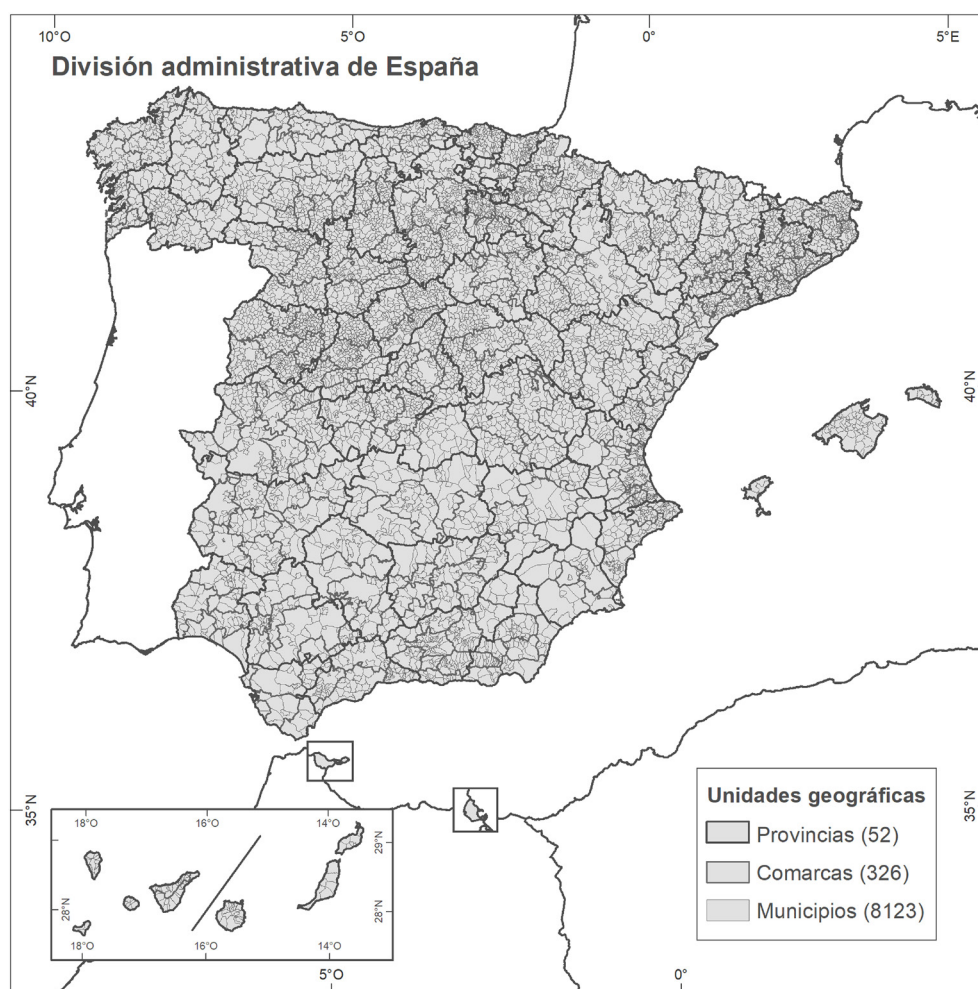 10°O 5°O 0° 5°E
División administrativa de España
40°N 40°N
35°N 35°N
Unidades geográficas
Provincias (52)
Comarcas (326)
Municipios (8123)
18°O 16°O 14°O
29°N
28°N 28°N
18°O 16°O 14°O
5°O 0°